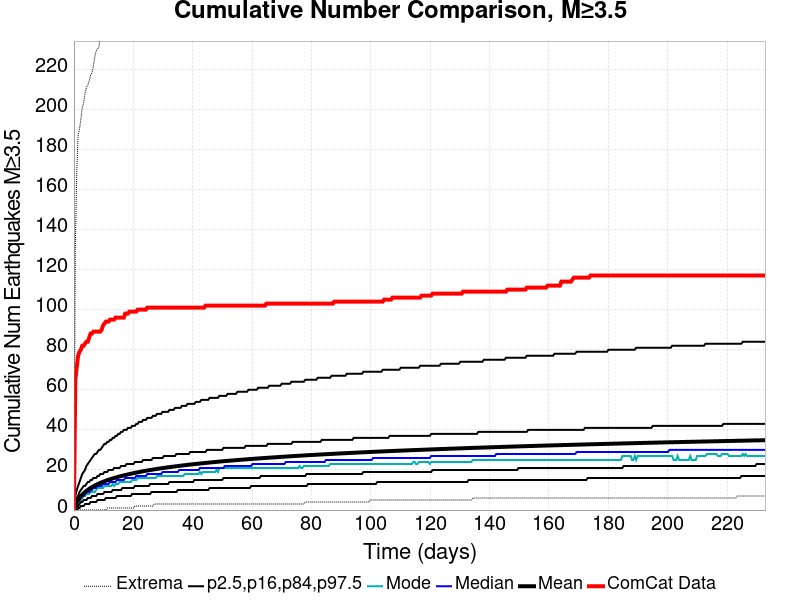 Cumulative Number Comparison, M≥3.5
Cumulative Num Earthquakes M≥3.5
220
200
180
160
140
120
100
80
60
40
20
0
0 20 40 60 80 100 120 140 160 180 200 220
Time (days)
Extrema p2.5,p16,p84,p97.5 Mode Median Mean ComCat Data